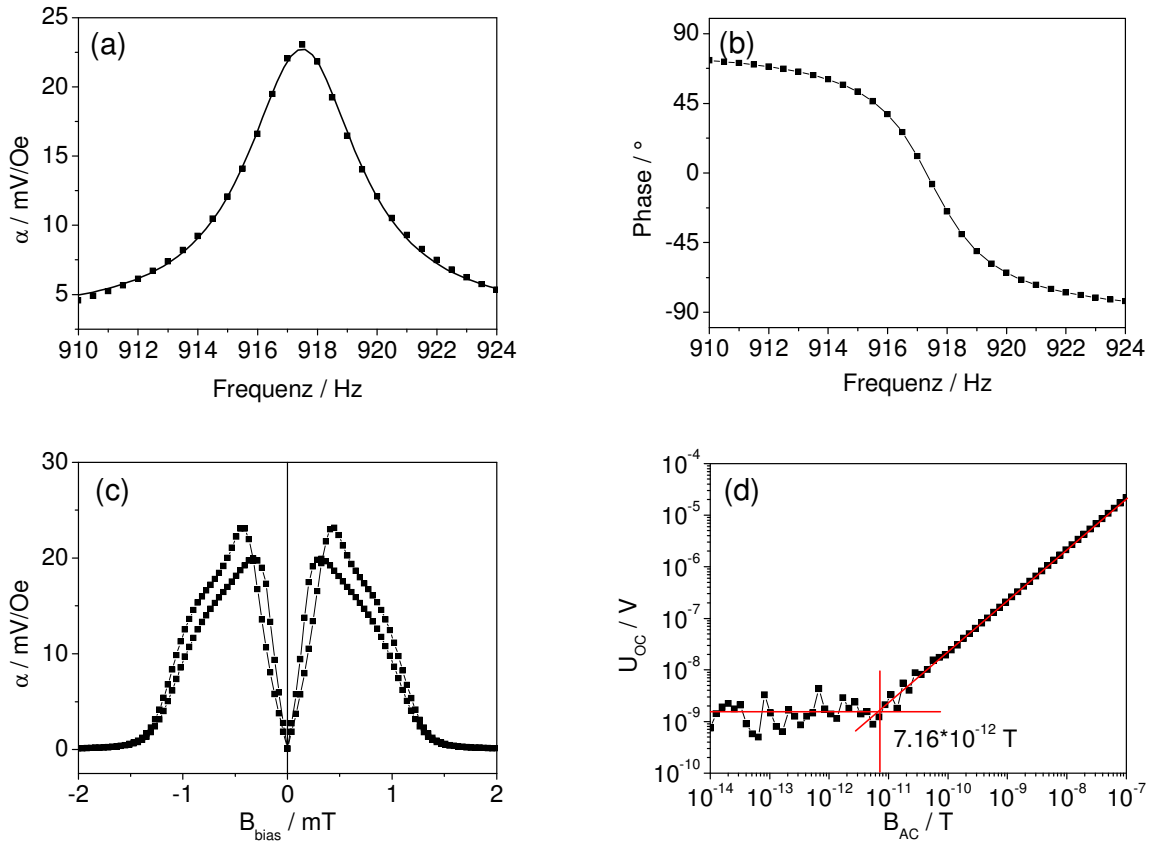 (a)
25
20
15
10
5
α / mV/Oe
910 912 914 916 918 920 922 924
Frequenz / Hz
(b)
90
45
0
-45
-90
Phase / °
910 912 914 916 918 920 922 924
Frequenz / Hz
(c)
30
20
10
0
α / mV/Oe
-2 -1 0 1 2
B_bias / mT
(d)
10^-4
10^-5
10^-6
10^-7
10^-8
10^-9
10^-10
U_OC / V
7.16*10^-12 T
10^-14 10^-13 10^-12 10^-11 10^-10 10^-9 10^-8 10^-7
B_AC / T